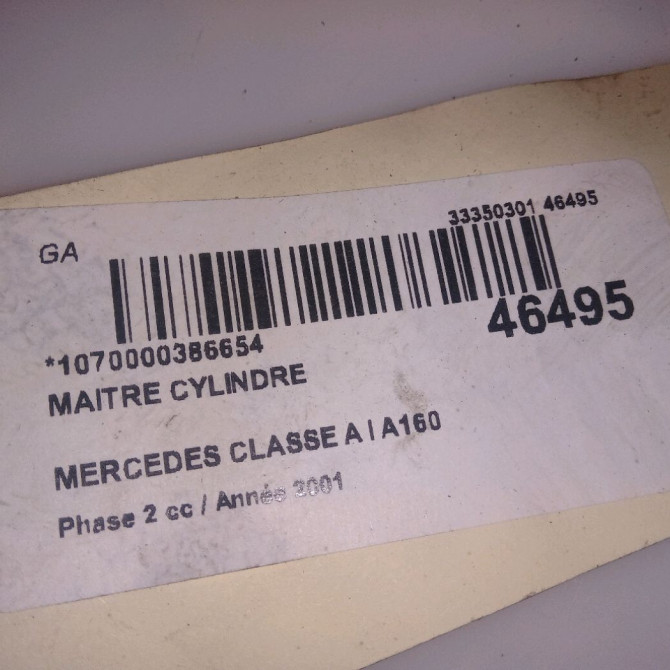 33350301 46495
GA
46495
*1070000386654
MAITRE CYLINDRE
MERCEDES CLASSE A I A160
Phase 2 cc / Année 2001